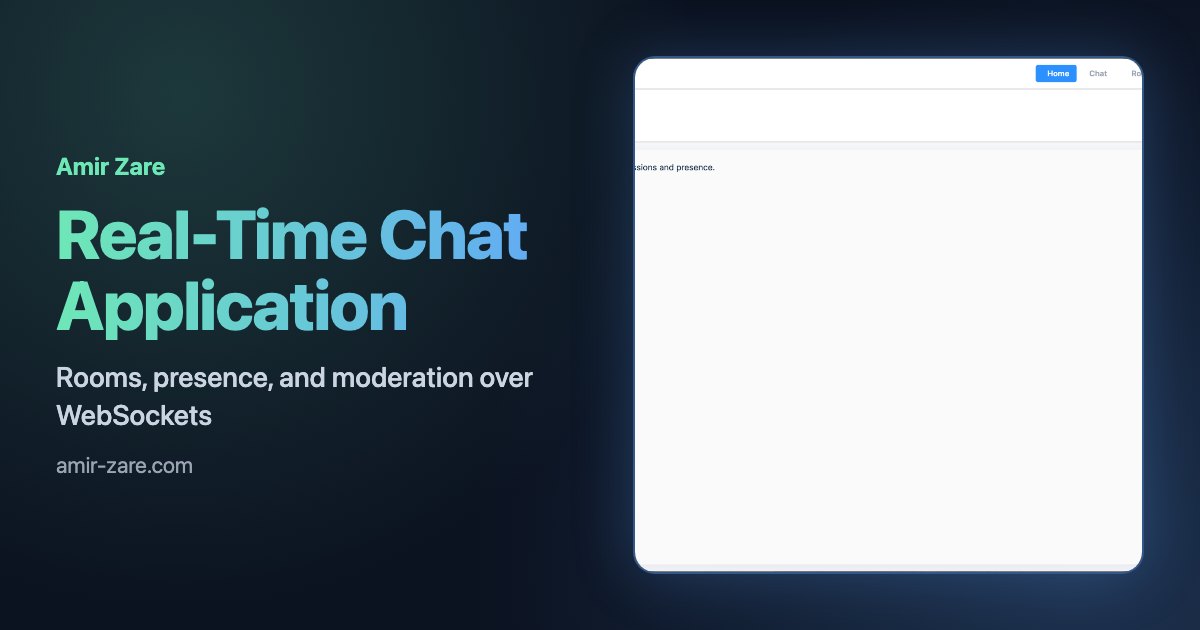 Amir Zare
Real-Time Chat
Application
Rooms, presence, and moderation over
WebSockets
amir-zare.com
Home Chat
and presence.